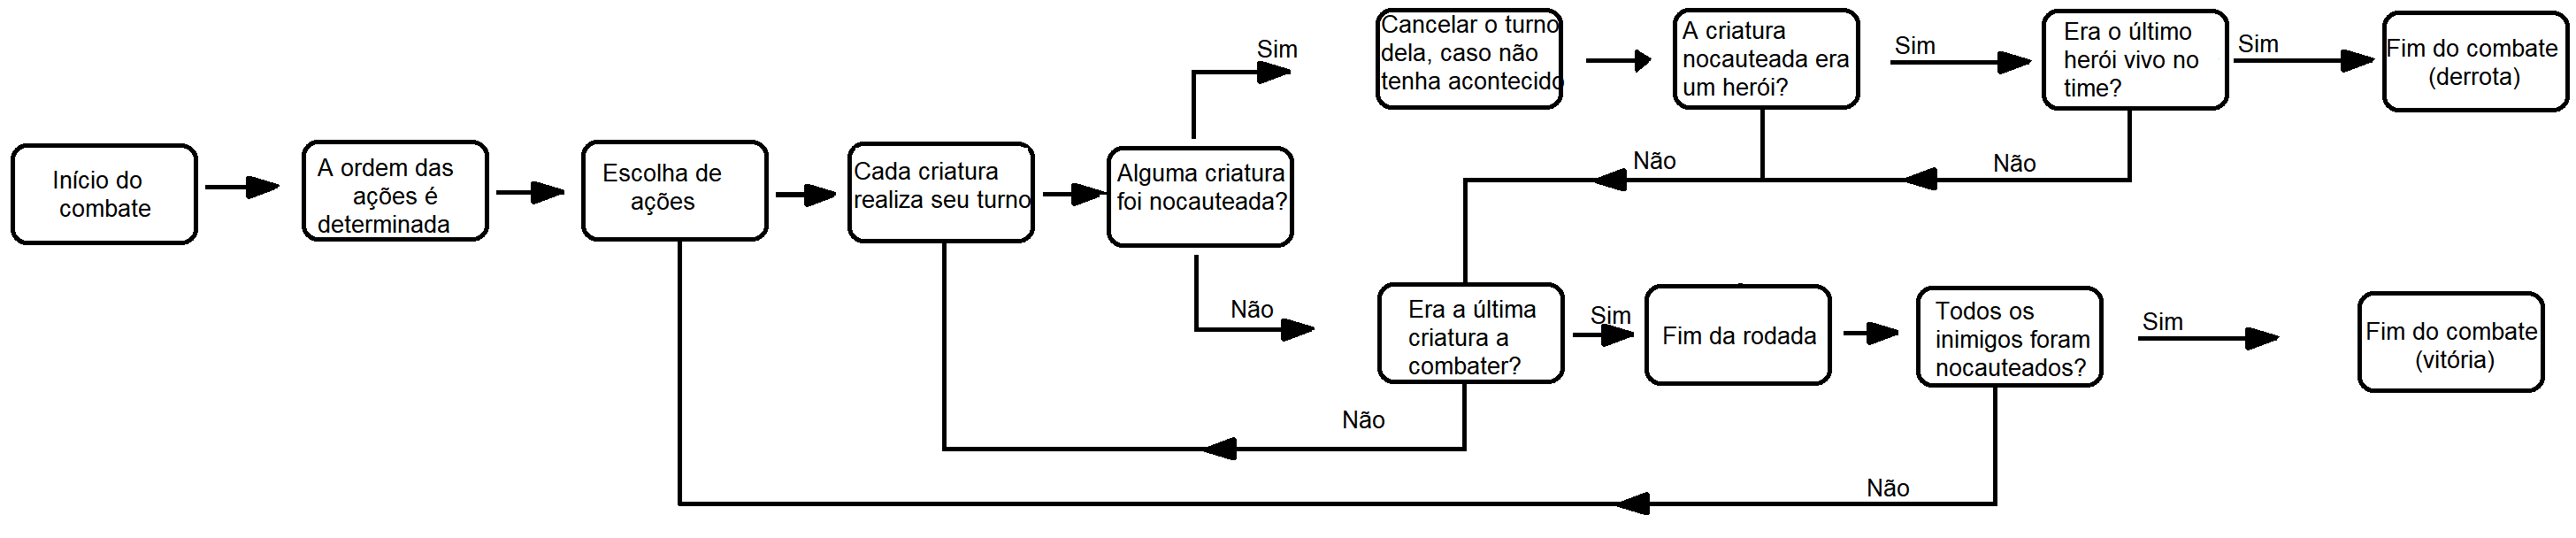 Início do
combate
A ordem das
ações é
determinada
Escolha de
ações
Cada criatura
realiza seu turno
Alguma criatura
foi nocauteada?
Sim
Cancelar o turno
dela, caso não
tenha acontecido
A criatura
nocauteada era
um herói?
Sim
Era o último
herói vivo no
time?
Sim
Fim do combate
(derrota)
Não
Não
Não
Era a última
criatura a
combater?
Sim
Fim da rodada
Todos os
inimigos foram
nocauteados?
Sim
Fim do combate
(vitória)
Não
Não